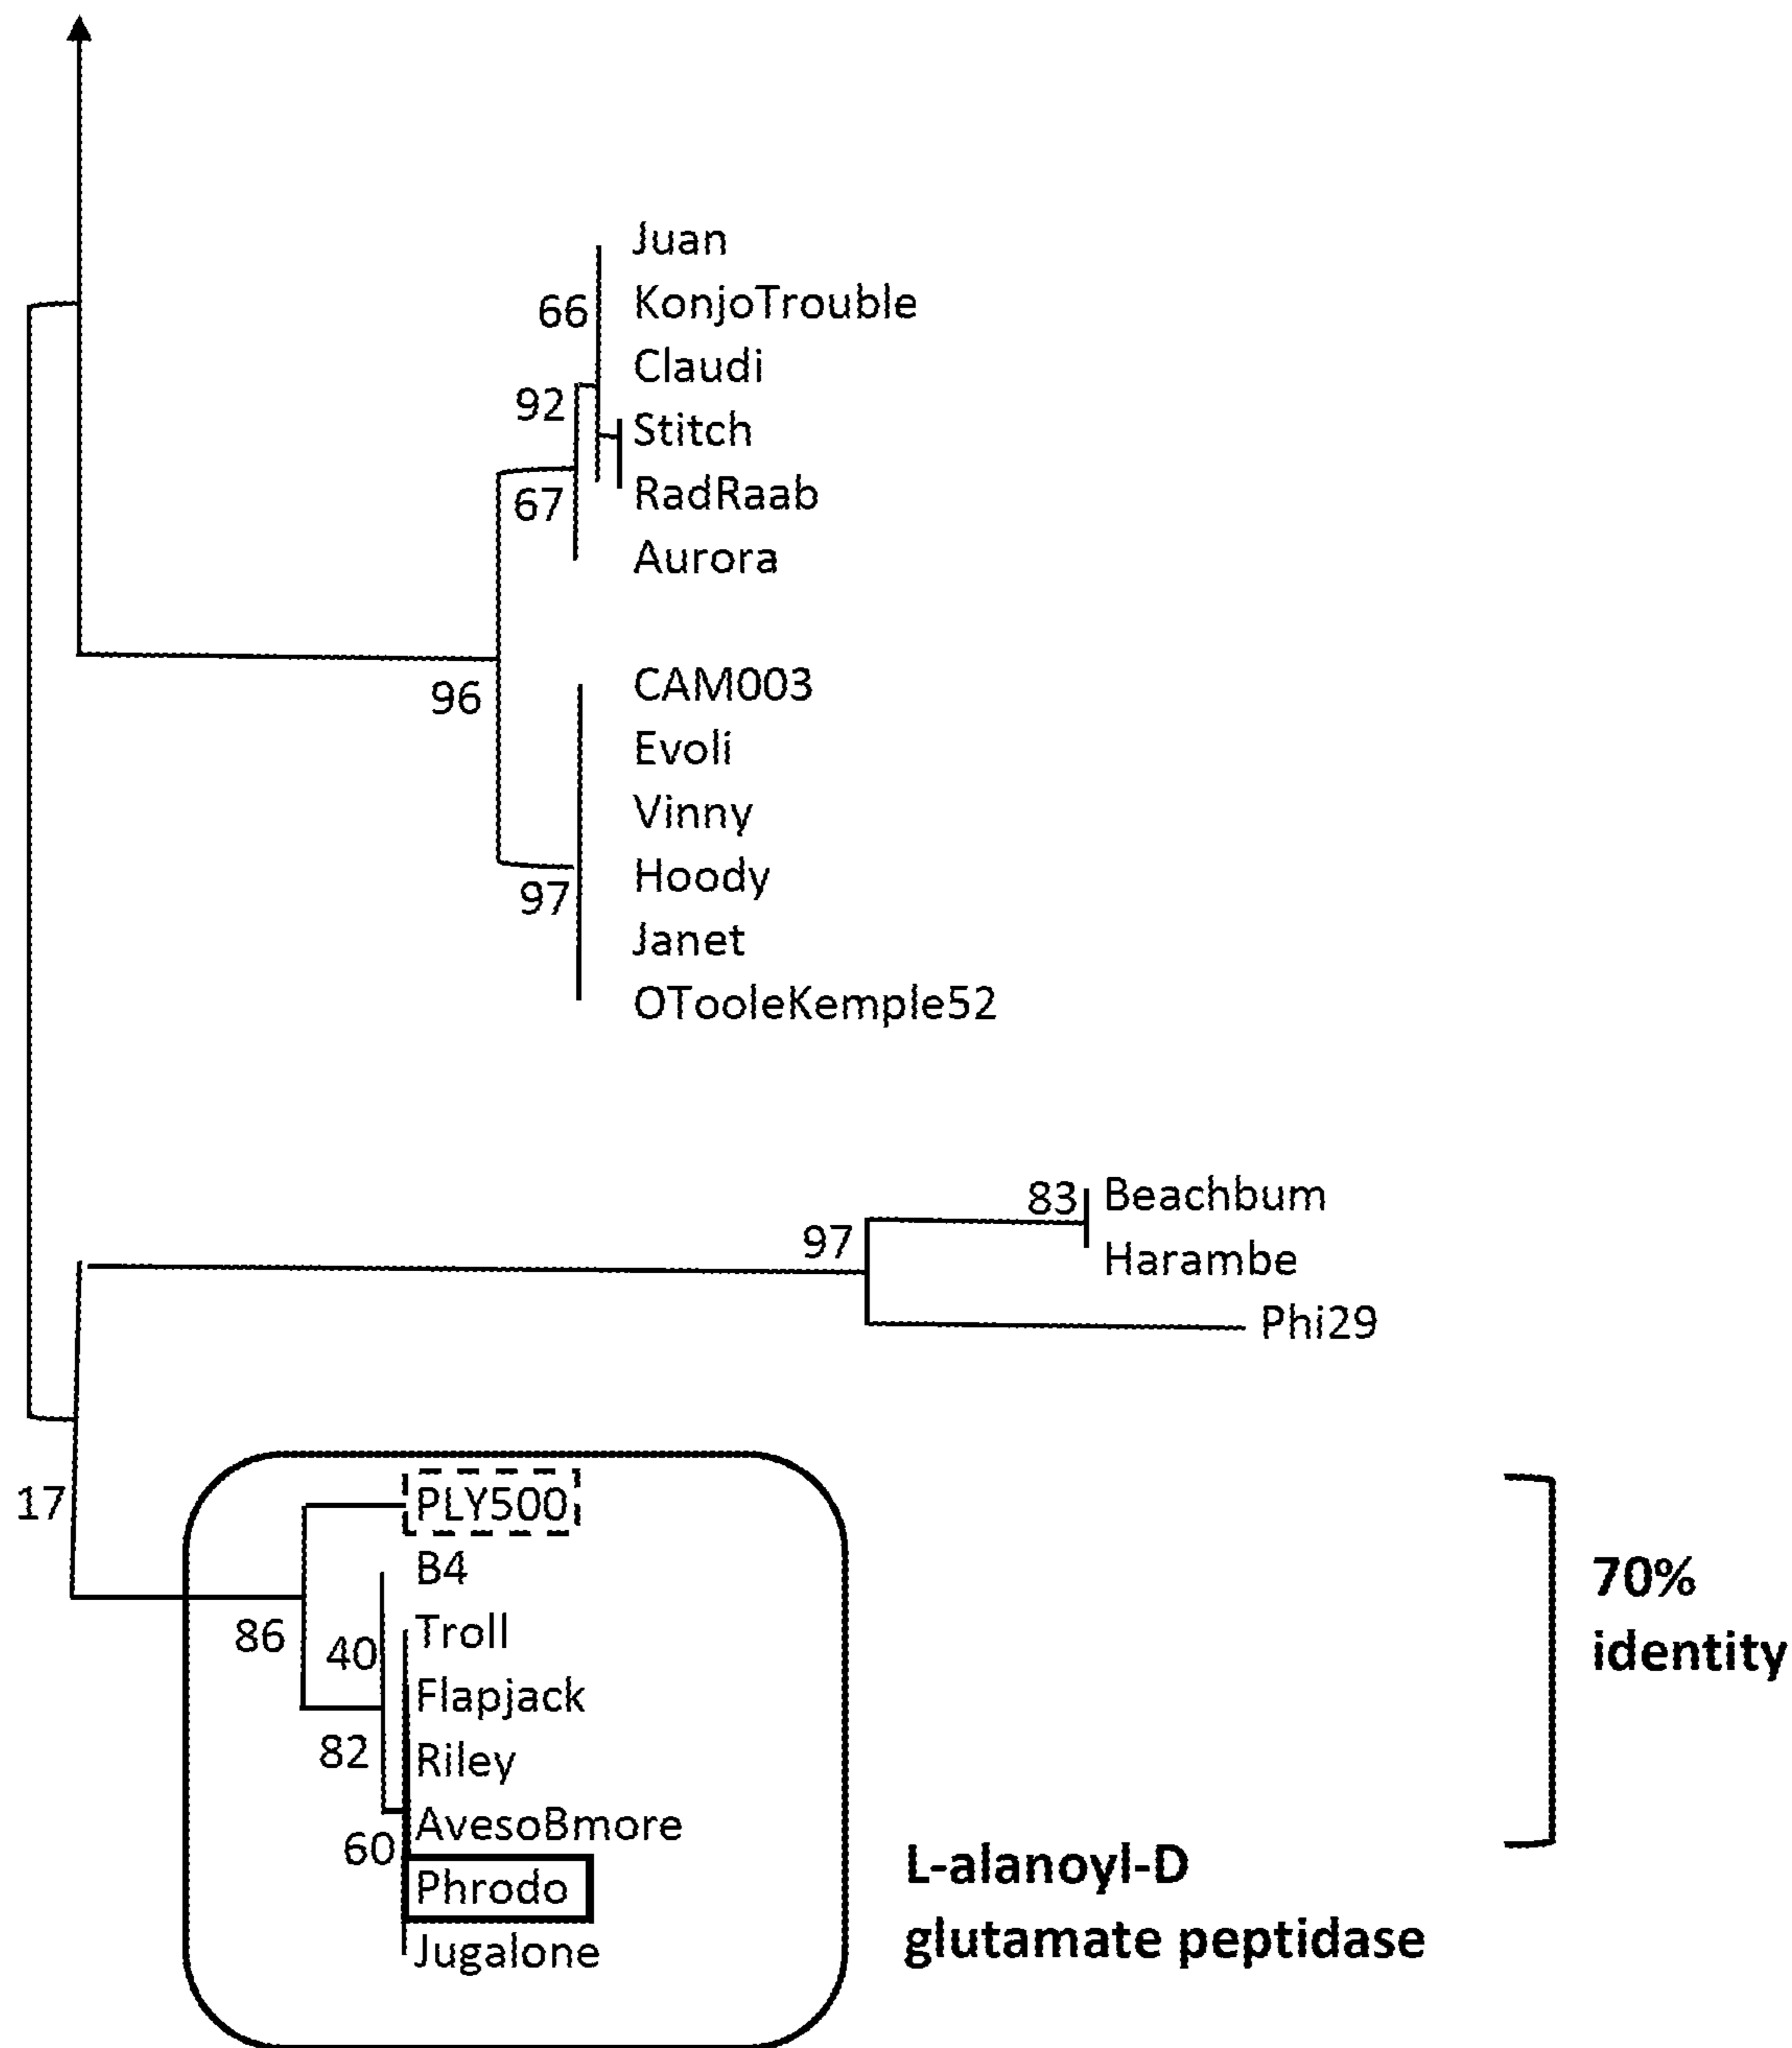 Juan
66
KonjoTrouble
Claudi
92
Stitch
67
RadRaab
Aurora
96
CAM003
Evoli
Vinny
97
Hoody
Janet
OTooleKemple52
83
Beachbum
97
Harambe
Phi29
17
PLY500
B4
86
40
Troll
Flapjack
82
Riley
60
AvesoBmore
Phrodo
Jugalone
70%
identity
L-alanoyl-D
glutamate peptidase